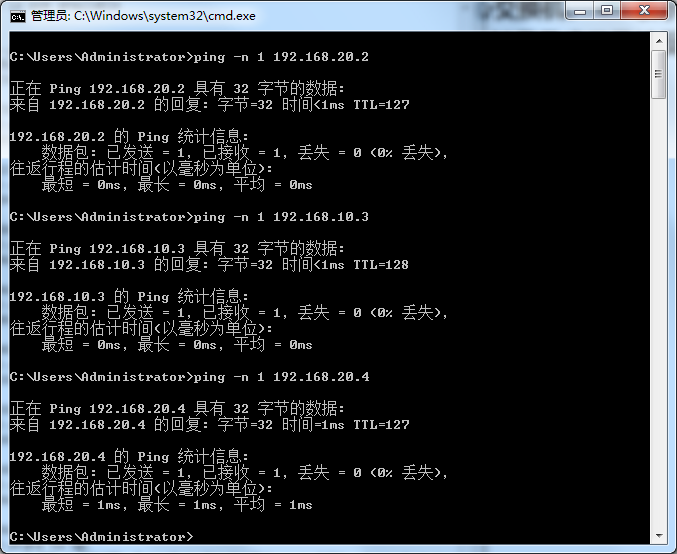 交换机
管理员: C:\Windows\system32\cmd.exe
C:\Users\Administrator>ping -n 1 192.168.20.2
正在 Ping 192.168.20.2 具有 32 字节的数据:
来自 192.168.20.2 的回复: 字节=32 时间<1ms TTL=127
192.168.20.2 的 Ping 统计信息:
数据包: 已发送 = 1，已接收 = 1，丢失 = 0 (0% 丢失)，
往返行程的估计时间(以毫秒为单位):
最短 = 0ms，最长 = 0ms，平均 = 0ms
C:\Users\Administrator>ping -n 1 192.168.10.3
正在 Ping 192.168.10.3 具有 32 字节的数据:
来自 192.168.10.3 的回复: 字节=32 时间<1ms TTL=128
192.168.10.3 的 Ping 统计信息:
数据包: 已发送 = 1，已接收 = 1，丢失 = 0 (0% 丢失)，
往返行程的估计时间(以毫秒为单位):
最短 = 0ms，最长 = 0ms，平均 = 0ms
C:\Users\Administrator>ping -n 1 192.168.20.4
正在 Ping 192.168.20.4 具有 32 字节的数据:
来自 192.168.20.4 的回复: 字节=32 时间=1ms TTL=127
192.168.20.4 的 Ping 统计信息:
数据包: 已发送 = 1，已接收 = 1，丢失 = 0 (0% 丢失)，
往返行程的估计时间(以毫秒为单位):
最短 = 1ms，最长 = 1ms，平均 = 1ms
C:\Users\Administrator>